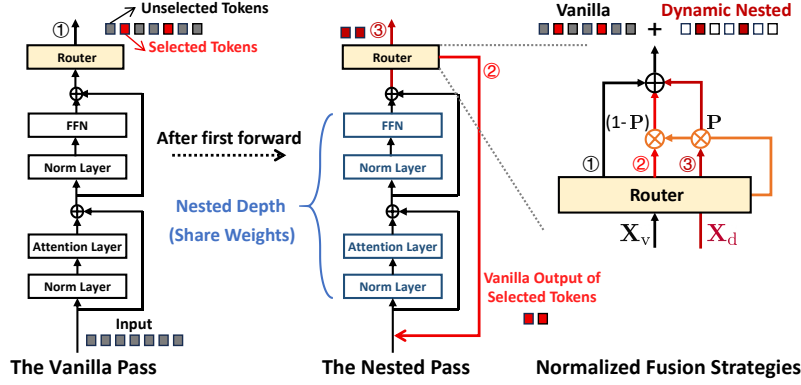 Unselected Tokens
①
Selected Tokens
Router
FFN
Norm Layer
Attention Layer
Norm Layer
Input
The Vanilla Pass
After first forward
③
Router
②
FFN
Norm Layer
Nested Depth
(Share Weights)
Attention Layer
Norm Layer
Vanilla Output of
Selected Tokens
The Nested Pass
Vanilla + Dynamic Nested
(1-P) P
① ② ③
Router
Xv Xd
Normalized Fusion Strategies